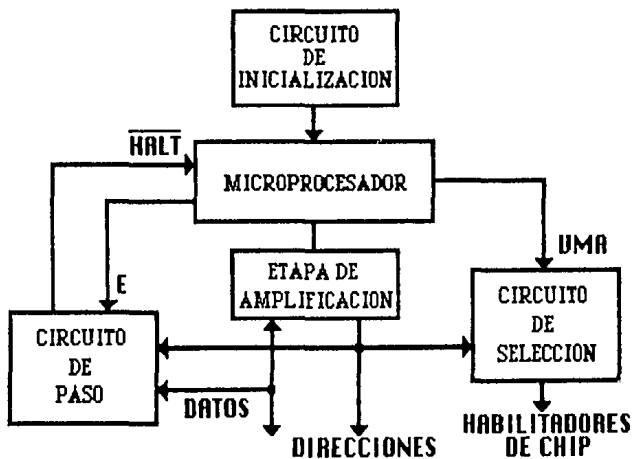 CIRCUITO
DE
INICIALIZACION
HALT
MICROPROCESADOR
VMA
E
ETAPA DE
AMPLIFICACION
CIRCUITO
DE
PASO
CIRCUITO
DE
SELECCION
DATOS
DIRECCIONES
HABILITADORES
DE CHIP